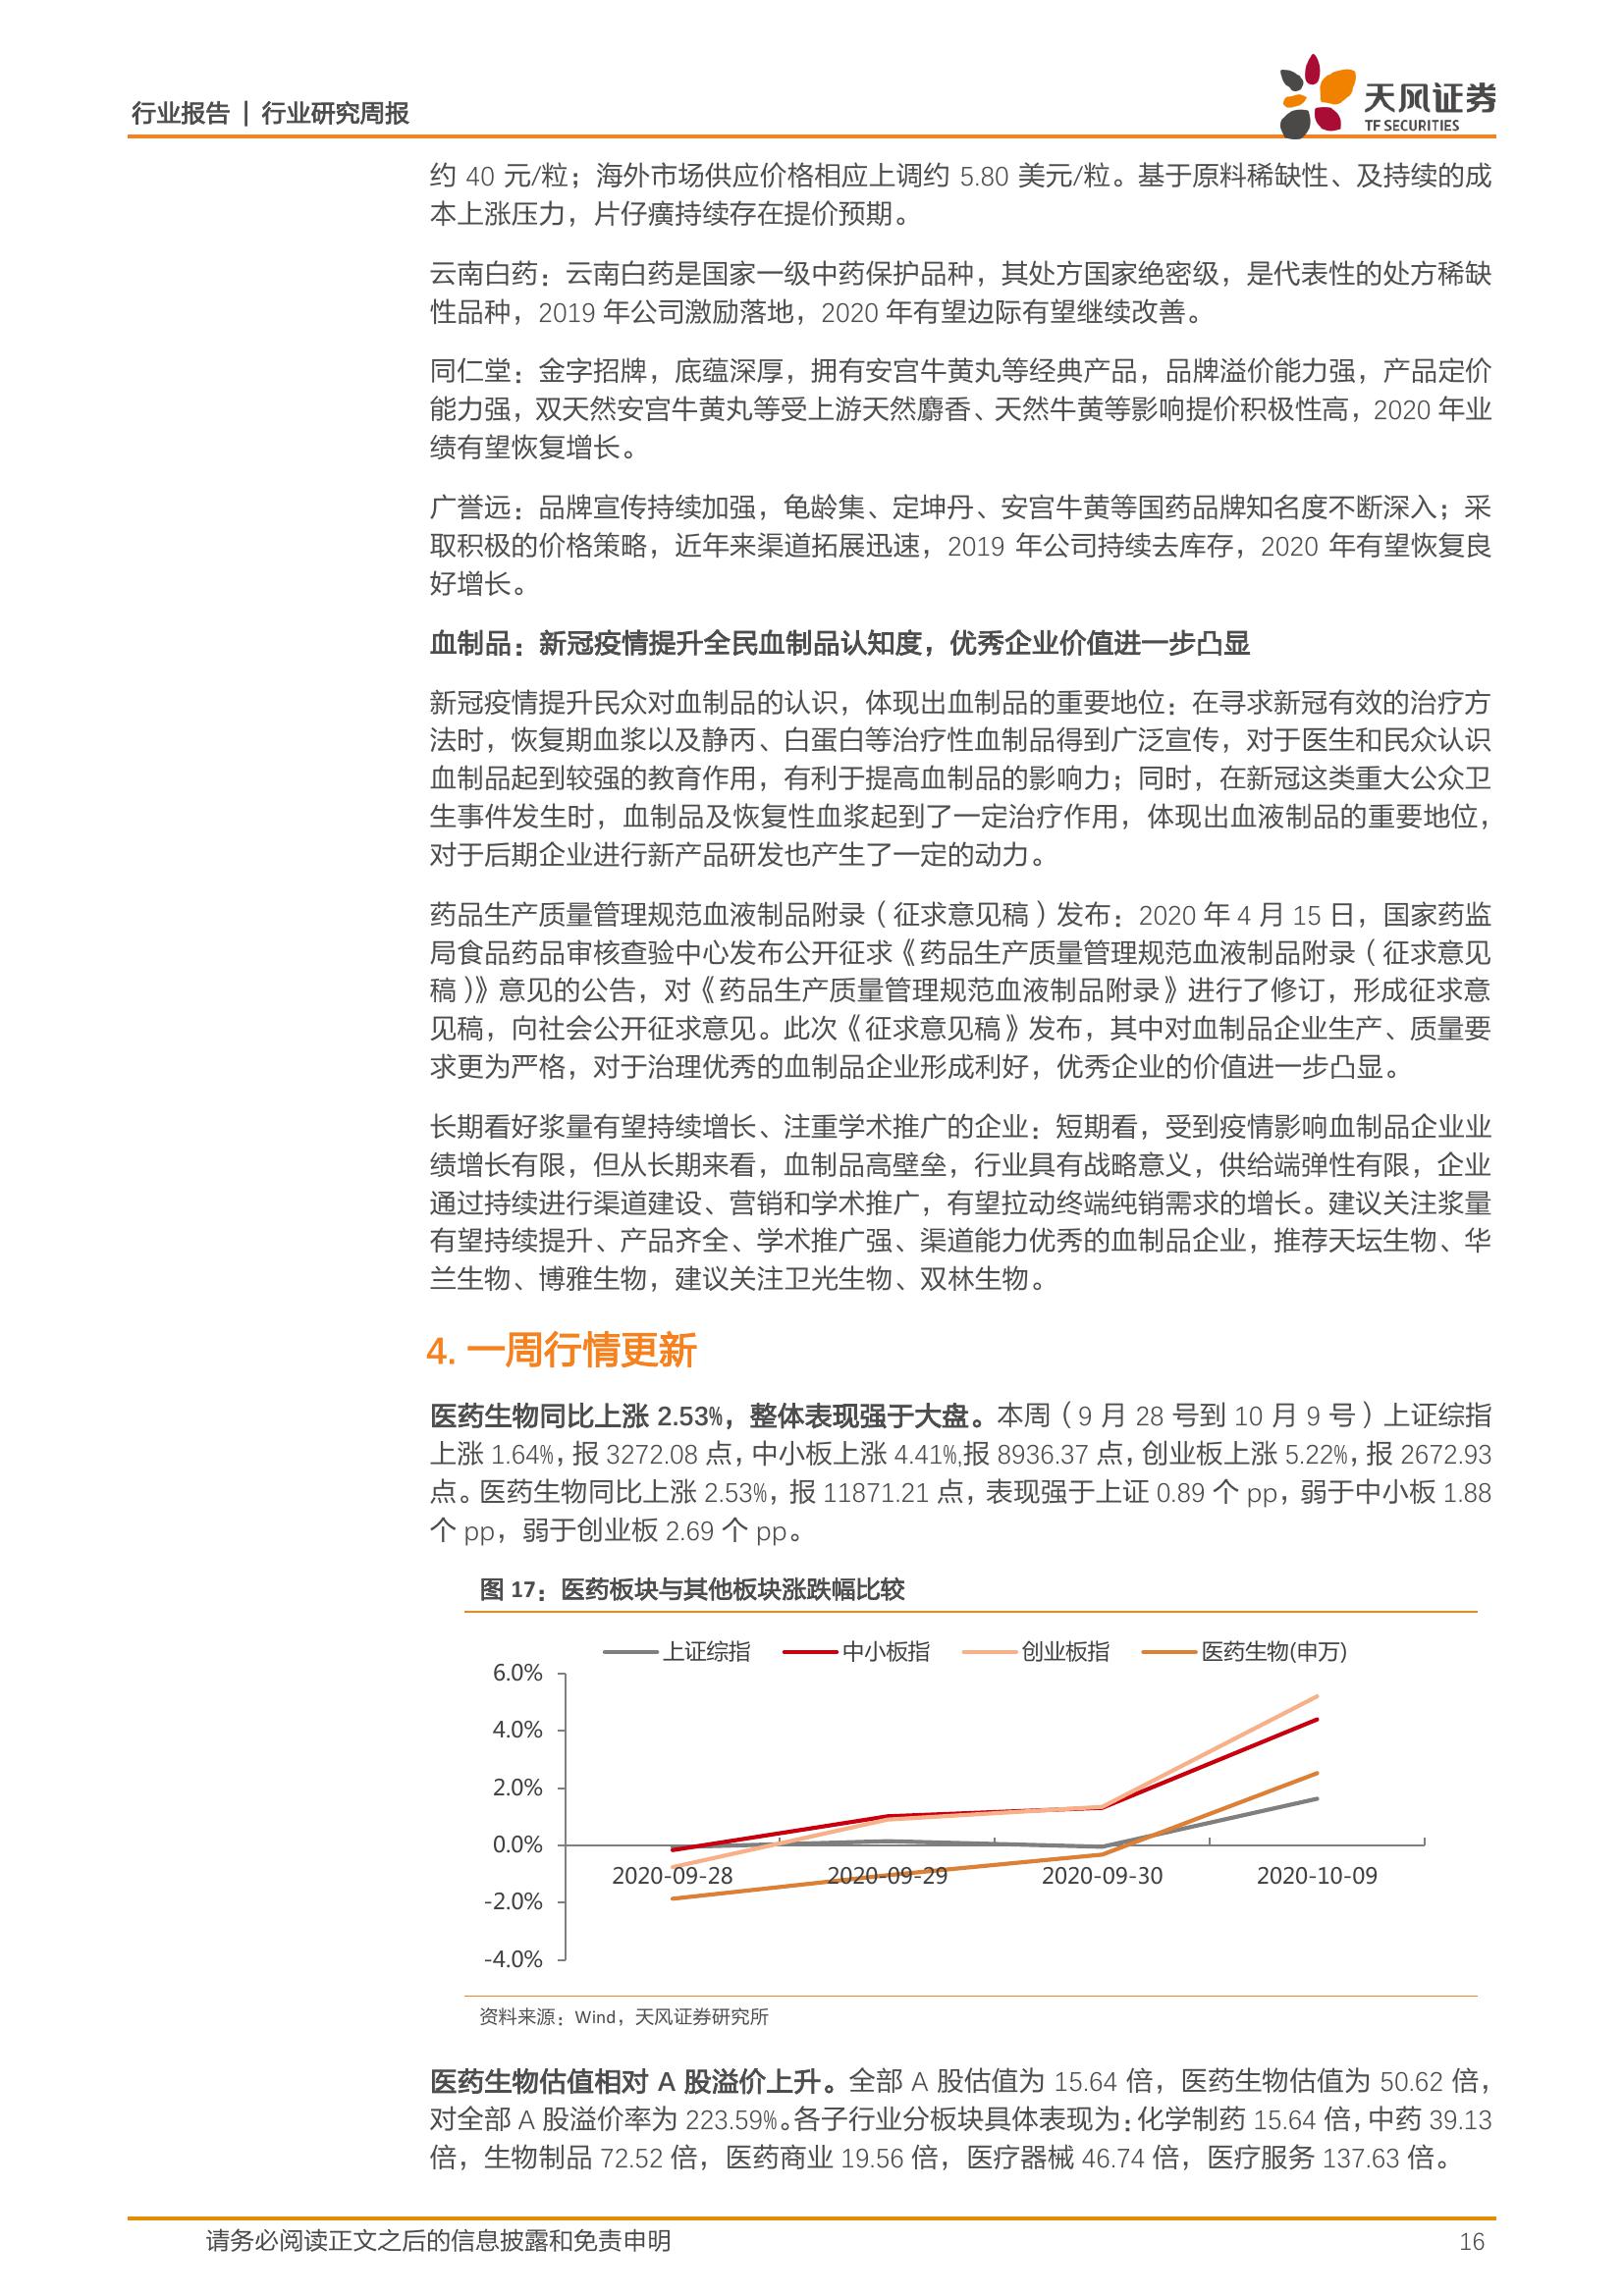 行业报告 | 行业研究周报
天风证券
TF SECURITIES
约 40 元/粒；海外市场供应价格相应上调约 5.80 美元/粒。基于原料稀缺性、及持续的成
本上涨压力，片仔癀持续存在提价预期。
云南白药：云南白药是国家一级中药保护品种，其处方国家绝密级，是代表性的处方稀缺
性品种，2019 年公司激励落地，2020 年有望边际有望继续改善。
同仁堂：金字招牌，底蕴深厚，拥有安宫牛黄丸等经典产品，品牌溢价能力强，产品定价
能力强，双天然安宫牛黄丸等受上游天然麝香、天然牛黄等影响提价积极性高，2020 年业
绩有望恢复增长。
广誉远：品牌宣传持续加强，龟龄集、定坤丹、安宫牛黄等国药品牌知名度不断深入；采
取积极的价格策略，近年来渠道拓展迅速，2019 年公司持续去库存，2020 年有望恢复良
好增长。
血制品：新冠疫情提升全民血制品认知度，优秀企业价值进一步凸显
新冠疫情提升民众对血制品的认识，体现出血制品的重要地位：在寻求新冠有效的治疗方
法时，恢复期血浆以及静丙、白蛋白等治疗性血制品得到广泛宣传，对于医生和民众认识
血制品起到较强的教育作用，有利于提高血制品的影响力；同时，在新冠这类重大公众卫
生事件发生时，血制品及恢复性血浆起到了一定治疗作用，体现出血液制品的重要地位，
对于后期企业进行新产品研发也产生了一定的动力。
药品生产质量管理规范血液制品附录（征求意见稿）发布：2020 年 4 月 15 日，国家药监
局食品药品审核查验中心发布公开征求《药品生产质量管理规范血液制品附录（征求意见
稿）》意见的公告，对《药品生产质量管理规范血液制品附录》进行了修订，形成征求意
见稿，向社会公开征求意见。此次《征求意见稿》发布，其中对血制品企业生产、质量要
求更为严格，对于治理优秀的血制品企业形成利好，优秀企业的价值进一步凸显。
长期看好浆量有望持续增长、注重学术推广的企业：短期看，受到疫情影响血制品企业业
绩增长有限，但从长期来看，血制品高壁垒，行业具有战略意义，供给端弹性有限，企业
通过持续进行渠道建设、营销和学术推广，有望拉动终端纯销需求的增长。建议关注浆量
有望持续提升、产品齐全、学术推广强、渠道能力优秀的血制品企业，推荐天坛生物、华
兰生物、博雅生物，建议关注卫光生物、双林生物。
4. 一周行情更新
医药生物同比上涨 2.53%，整体表现强于大盘。本周（9 月 28 号到 10 月 9 号）上证综指
上涨 1.64%，报 3272.08 点，中小板上涨 4.41%,报 8936.37 点，创业板上涨 5.22%，报 2672.93
点。医药生物同比上涨 2.53%，报 11871.21 点，表现强于上证 0.89 个 pp，弱于中小板 1.88
个 pp，弱于创业板 2.69 个 pp。
图 17：医药板块与其他板块涨跌幅比较
上证综指 中小板指 创业板指 医药生物(申万)
6.0%
4.0%
2.0%
0.0%
2020-09-28 2020-09-29 2020-09-30 2020-10-09
-2.0%
-4.0%
资料来源：Wind，天风证券研究所
医药生物估值相对 A 股溢价上升。全部 A 股估值为 15.64 倍，医药生物估值为 50.62 倍，
对全部 A 股溢价率为 223.59%。各子行业分板块具体表现为：化学制药 15.64 倍，中药 39.13
倍，生物制品 72.52 倍，医药商业 19.56 倍，医疗器械 46.74 倍，医疗服务 137.63 倍。
请务必阅读正文之后的信息披露和免责申明 16